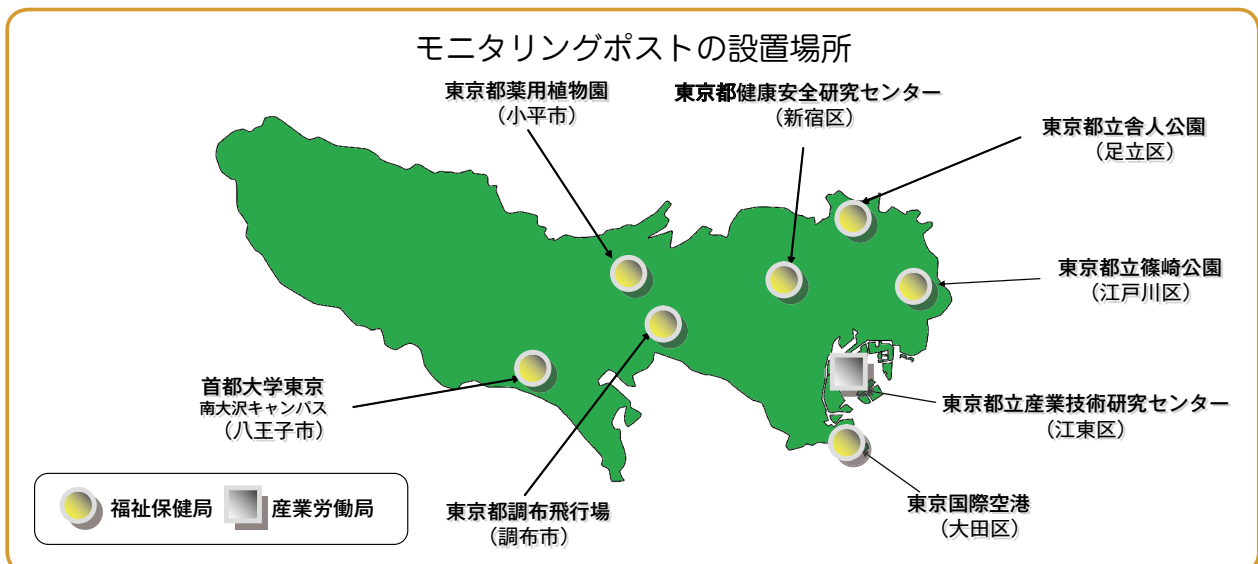 モニタリングポストの設置場所
東京都薬用植物園
（小平市）
東京都健康安全研究センター
（新宿区）
東京都立舎人公園
（足立区）
東京都立篠崎公園
（江戸川区）
首都大学東京
南大沢キャンパス
（八王子市）
東京都立産業技術研究センター
（江東区）
東京都調布飛行場
（調布市）
東京国際空港
（大田区）
福祉保健局
産業労働局